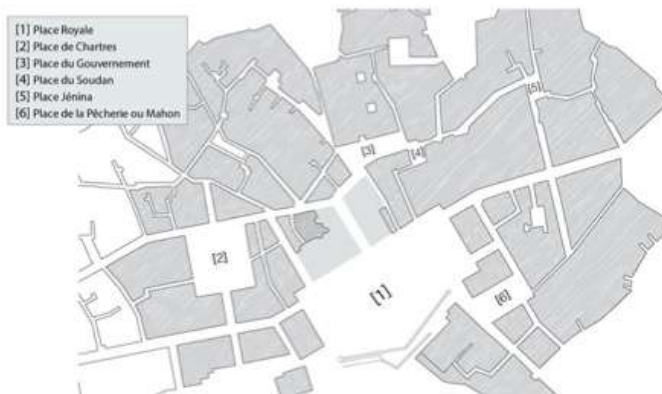 [1] Place Royale
[2] Place de Chartres
[3] Place du Gouvernement
[4] Place du Soudan
[5] Place Jénina
[6] Place de la Pêcherie ou Mahon
[5]
[3]
[4]
[2]
[1]
[6]